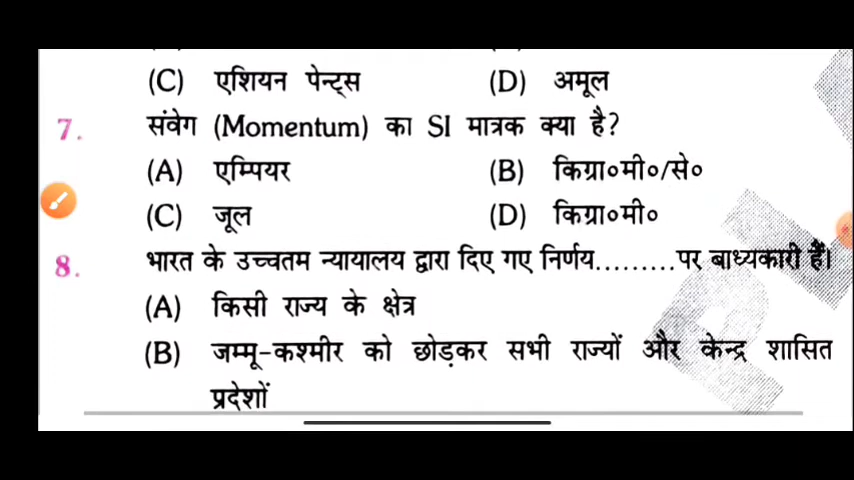 (C) एशियन पेन्ट्स (D) अमूल
7. संवेग (Momentum) का SI मात्रक क्या है?
(A) एम्पियर (B) किग्रा०मी०/से०
(C) जूल (D) किग्रा०मी०
8. भारत के उच्चतम न्यायालय द्वारा दिए गए निर्णय.........पर बाध्यकारी हैं।
(A) किसी राज्य के क्षेत्र
(B) जम्मू-कश्मीर को छोड़कर सभी राज्यों और केन्द्र शासित
प्रदेशों